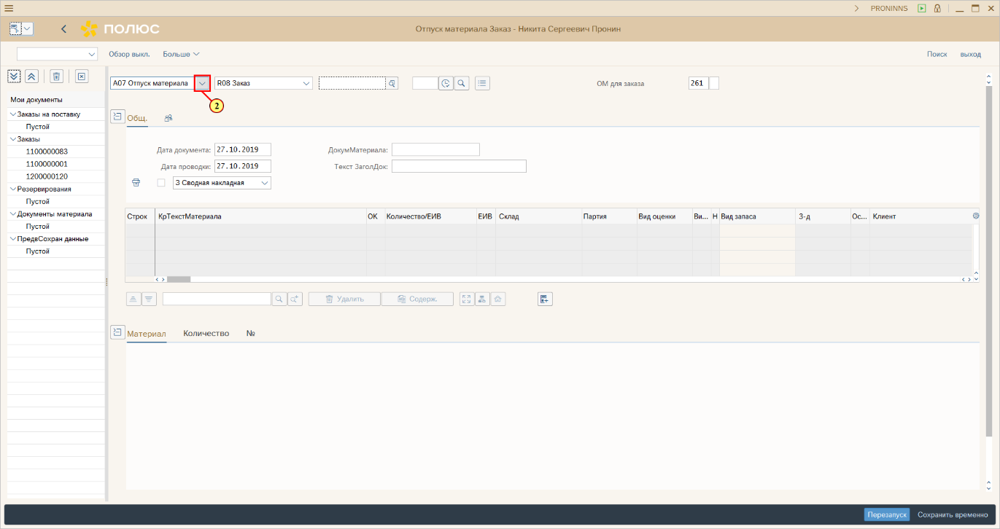 PRONINNS
ПОЛЮС
Отпуск материала Заказ - Никита Сергеевич Пронин
Обзор выкл. Больше Поиск выход
A07 Отпуск материала R08 Заказ ОМ для заказа 261
2
Мои документы
Заказы на поставку
Пустой
Заказы
1100000083
1100000001
1200000120
Резервирования
Пустой
Документы материала
Пустой
ПредвСохран данные
Пустой
Общ.
Дата документа: 27.10.2019 ДокумМатериала:
Дата проводки: 27.10.2019 Текст ЗаголДок:
3 Сводная накладная
Строк КрТекстМатериала ОК Количество/ЕИВ ЕИВ Склад Партия Вид оценки Ви... Н Вид запаса З-д Ос... Клиент
Удалить Содерж.
Материал Количество №
Перезапуск Сохранить временно